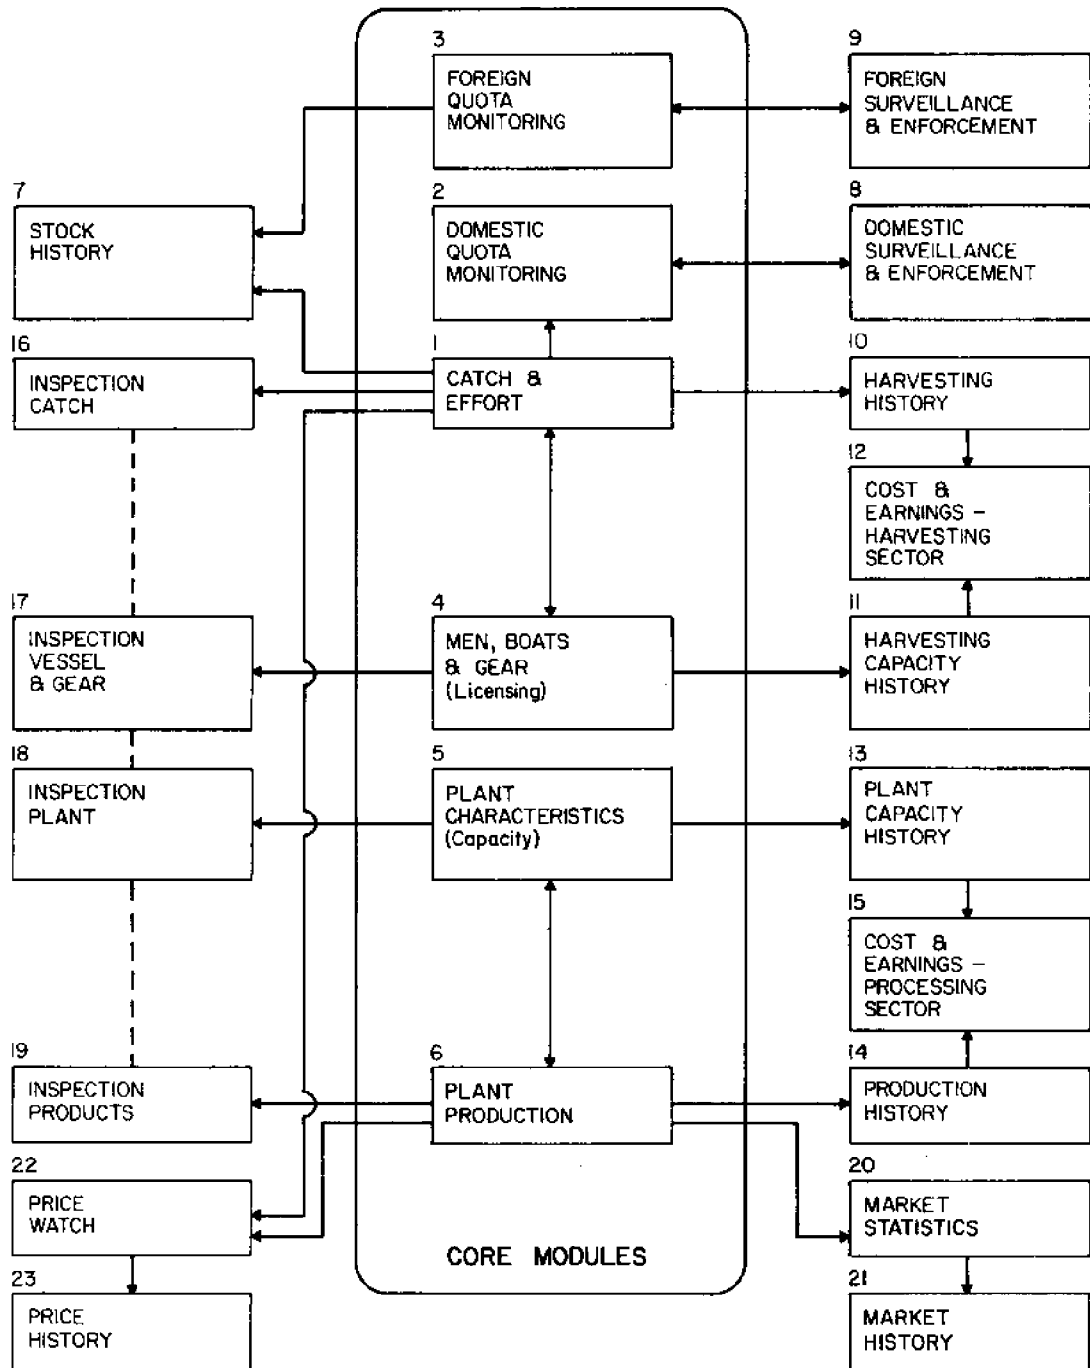 3
FOREIGN
QUOTA
MONITORING
9
FOREIGN
SURVEILLANCE
& ENFORCEMENT
7
STOCK
HISTORY
2
DOMESTIC
QUOTA
MONITORING
8
DOMESTIC
SURVEILLANCE
& ENFORCEMENT
16
INSPECTION
CATCH
1
CATCH &
EFFORT
10
HARVESTING
HISTORY
12
COST &
EARNINGS –
HARVESTING
SECTOR
17
INSPECTION
VESSEL
& GEAR
4
MEN, BOATS
& GEAR
(Licensing)
11
HARVESTING
CAPACITY
HISTORY
18
INSPECTION
PLANT
5
PLANT
CHARACTERISTICS
(Capacity)
13
PLANT
CAPACITY
HISTORY
15
COST &
EARNINGS –
PROCESSING
SECTOR
19
INSPECTION
PRODUCTS
6
PLANT
PRODUCTION
14
PRODUCTION
HISTORY
22
PRICE
WATCH
20
MARKET
STATISTICS
CORE MODULES
23
PRICE
HISTORY
21
MARKET
HISTORY